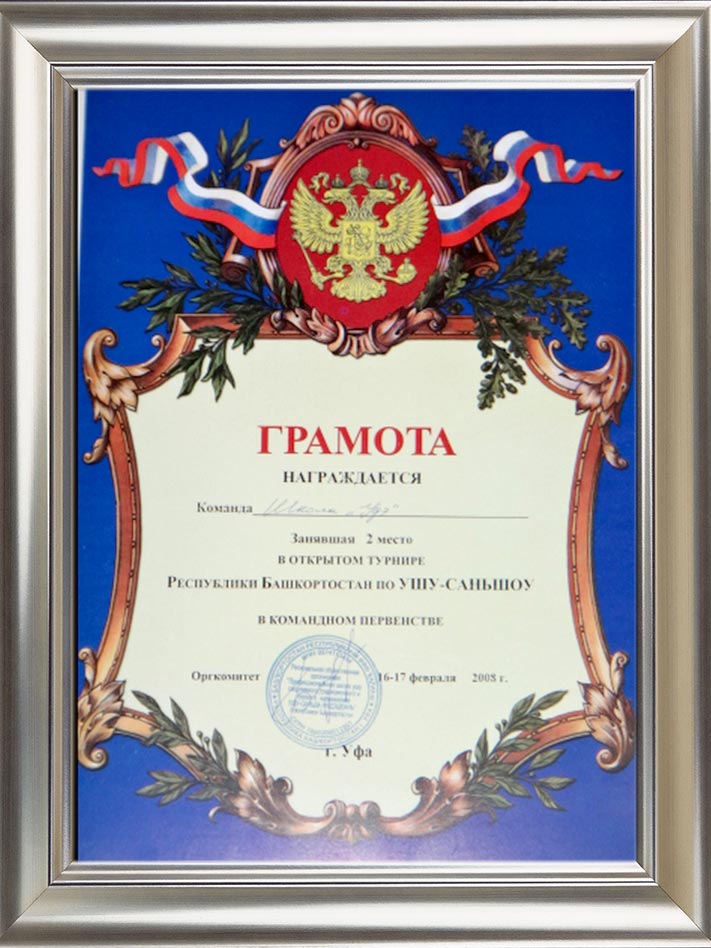 ГРАМОТА
НАГРАЖДАЕТСЯ
Команда Школа
Занявшая 2 место
В ОТКРЫТОМ ТУРНИРЕ
РЕСПУБЛИКИ БАШКОРТОСТАН ПО УШУ-САНЬШОУ
В КОМАНДНОМ ПЕРВЕНСТВЕ
Оргкомитет 16-17 февраля 2008 г.
г. Уфа